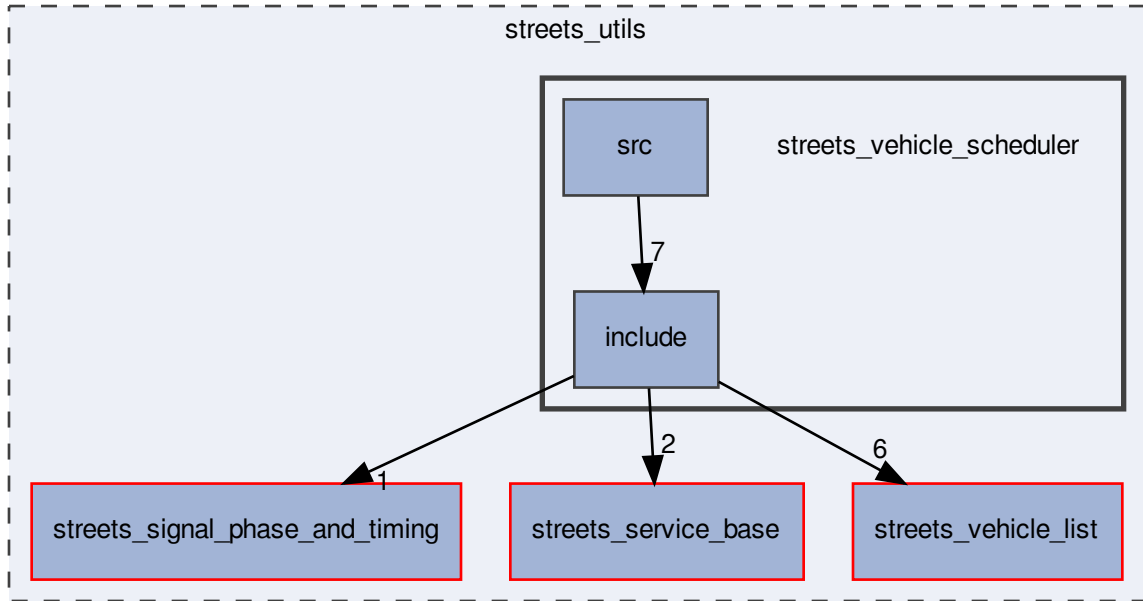 streets_utils
src
streets_vehicle_scheduler
7
include
1
2
6
streets_signal_phase_and_timing
streets_service_base
streets_vehicle_list